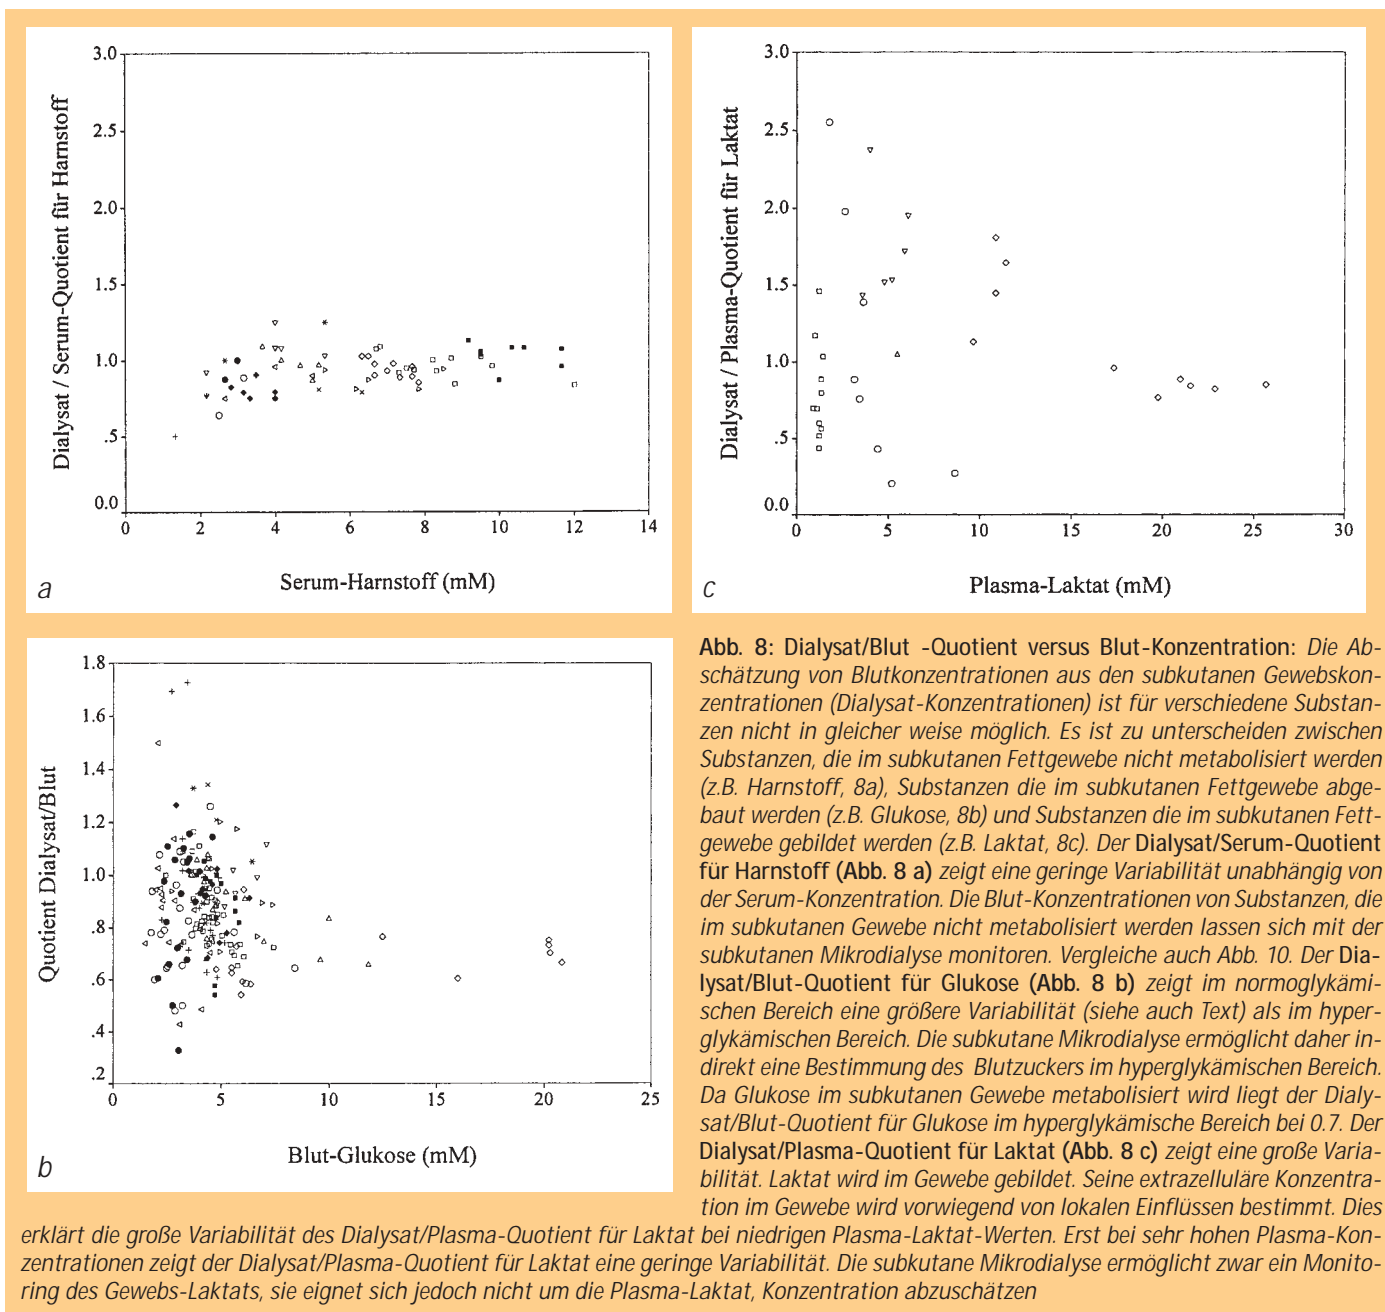 3.0
2.5
2.0
1.5
1.0
.5
0.0
Dialysat / Serum-Quotient für Harnstoff
0 2 4 6 8 10 12 14
Serum-Harnstoff (mM)
a
3.0
2.5
2.0
1.5
1.0
.5
0.0
Dialysat / Plasma-Quotient für Laktat
0 5 10 15 20 25 30
Plasma-Laktat (mM)
c
1.8
1.6
1.4
1.2
1.0
.8
.6
.4
.2
Quotient Dialysat/Blut
0 5 10 15 20 25
Blut-Glukose (mM)
b
Abb. 8: Dialysat/Blut -Quotient versus Blut-Konzentration: Die Ab-
schätzung von Blutkonzentrationen aus den subkutanen Gewebskon-
zentrationen (Dialysat-Konzentrationen) ist für verschiedene Substan-
zen nicht in gleicher weise möglich. Es ist zu unterscheiden zwischen
Substanzen, die im subkutanen Fettgewebe nicht metabolisiert werden
(z.B. Harnstoff, 8a), Substanzen die im subkutanen Fettgewebe abge-
baut werden (z.B. Glukose, 8b) und Substanzen die im subkutanen Fett-
gewebe gebildet werden (z.B. Laktat, 8c). Der Dialysat/Serum-Quotient
für Harnstoff (Abb. 8 a) zeigt eine geringe Variabilität unabhängig von
der Serum-Konzentration. Die Blut-Konzentrationen von Substanzen, die
im subkutanen Gewebe nicht metabolisiert werden lassen sich mit der
subkutanen Mikrodialyse monitoren. Vergleiche auch Abb. 10. Der Dia-
lysat/Blut-Quotient für Glukose (Abb. 8 b) zeigt im normoglykämi-
schen Bereich eine größere Variabilität (siehe auch Text) als im hyper-
glykämischen Bereich. Die subkutane Mikrodialyse ermöglicht daher in-
direkt eine Bestimmung des Blutzuckers im hyperglykämischen Bereich.
Da Glukose im subkutanen Gewebe metabolisiert wird liegt der Dialy-
sat/Blut-Quotient für Glukose im hyperglykämische Bereich bei 0.7. Der
Dialysat/Plasma-Quotient für Laktat (Abb. 8 c) zeigt eine große Varia-
bilität. Laktat wird im Gewebe gebildet. Seine extrazelluläre Konzentra-
tion im Gewebe wird vorwiegend von lokalen Einflüssen bestimmt. Dies
erklärt die große Variabilität des Dialysat/Plasma-Quotient für Laktat bei niedrigen Plasma-Laktat-Werten. Erst bei sehr hohen Plasma-Kon-
zentrationen zeigt der Dialysat/Plasma-Quotient für Laktat eine geringe Variabilität. Die subkutane Mikrodialyse ermöglicht zwar ein Monito-
ring des Gewebs-Laktats, sie eignet sich jedoch nicht um die Plasma-Laktat, Konzentration abzuschätzen